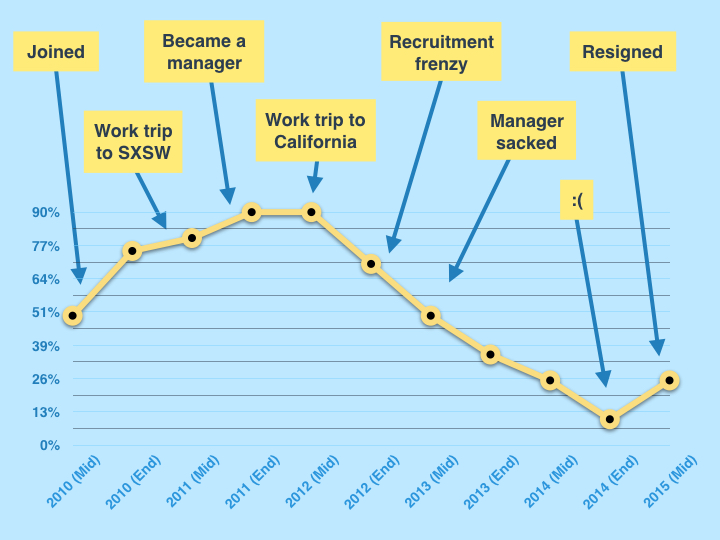 Joined
Became a
manager
Recruitment
frenzy
Resigned
Work trip
to SXSW
Work trip to
California
Manager
sacked
:(
90%
77%
64%
51%
39%
26%
13%
0%
2010 (Mid)
2010 (End)
2011 (Mid)
2011 (End)
2012 (Mid)
2012 (End)
2013 (Mid)
2013 (End)
2014 (Mid)
2014 (End)
2015 (Mid)